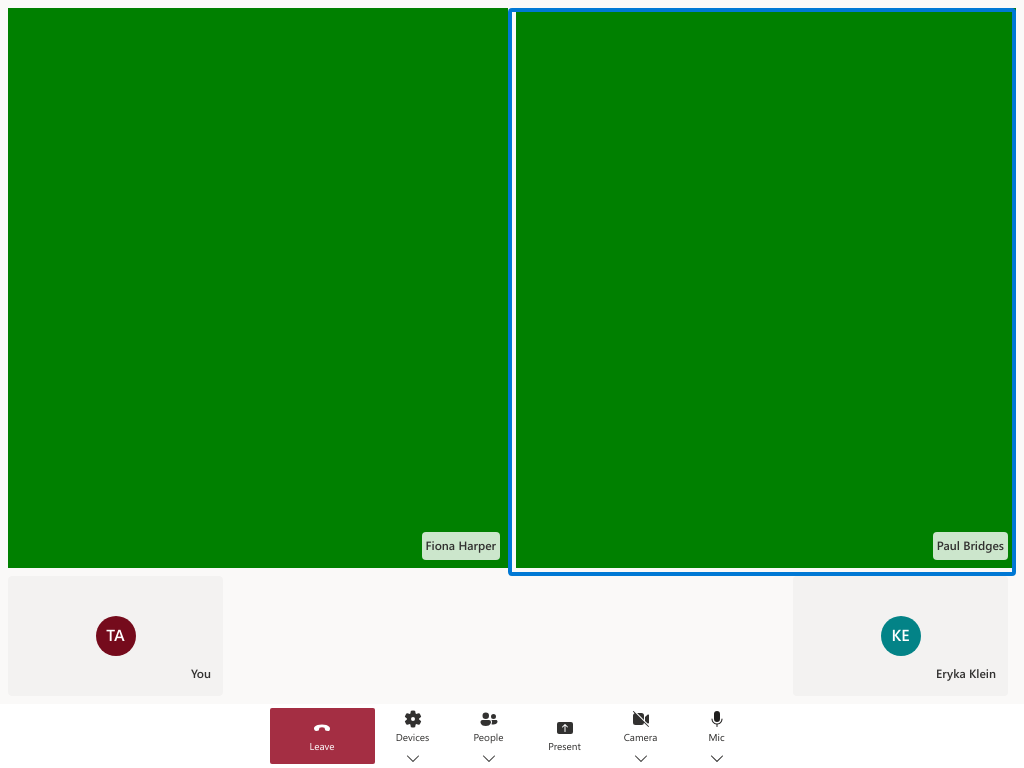 Fiona Harper
Paul Bridges
TA
You
KE
Eryka Klein
Leave
Devices
People
Present
Camera
Mic